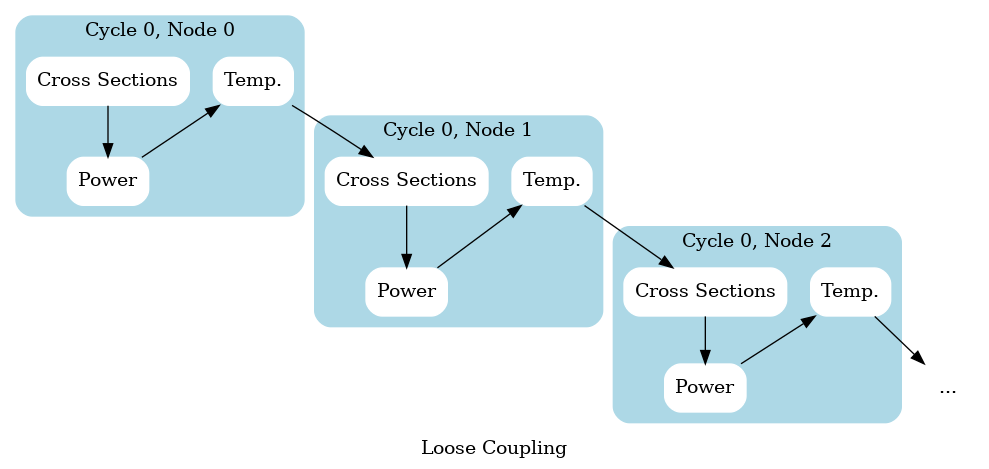 Cycle 0, Node 0
Cross Sections
Temp.
Power
Cycle 0, Node 1
Cross Sections
Temp.
Power
Cycle 0, Node 2
Cross Sections
Temp.
Power
...
Loose Coupling